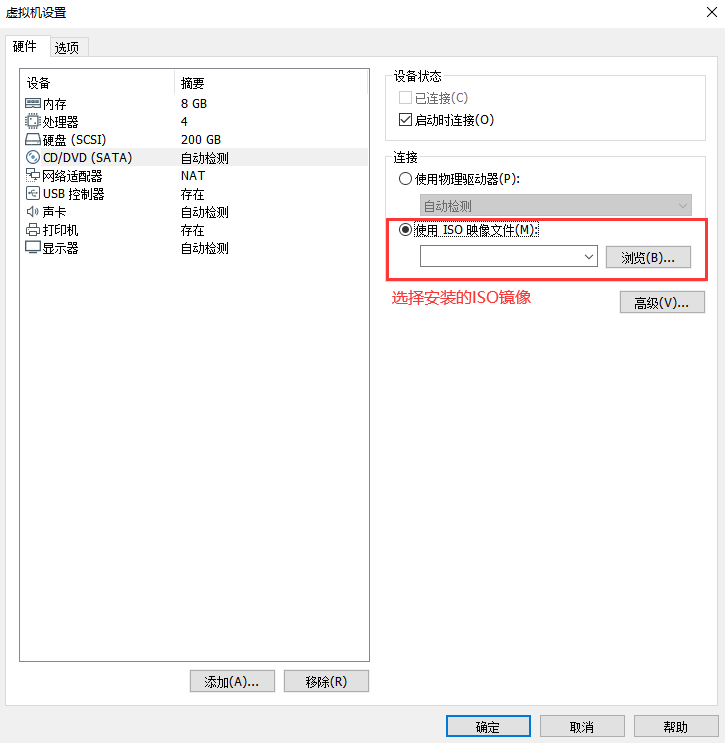 虚拟机设置
硬件 选项
设备 摘要
内存 8 GB
处理器 4
硬盘 (SCSI) 200 GB
CD/DVD (SATA) 自动检测
网络适配器 NAT
USB 控制器 存在
声卡 自动检测
打印机 存在
显示器 自动检测
添加(A)... 移除(R)
设备状态
已连接(C)
启动时连接(O)
连接
使用物理驱动器(P):
自动检测
使用 ISO 映像文件(M):
浏览(B)...
选择安装的ISO镜像
高级(V)...
确定 取消 帮助